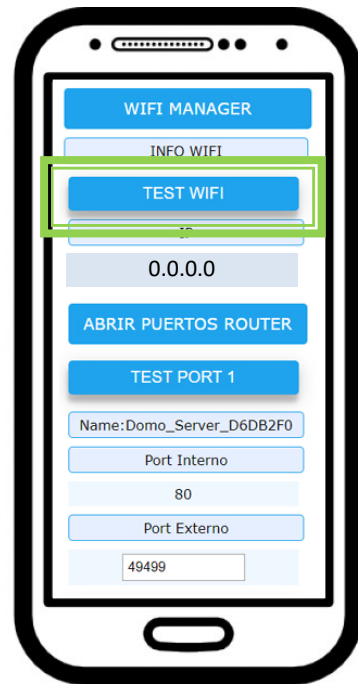 WIFI MANAGER
INFO WIFI
TEST WIFI
IP
0.0.0.0
ABRIR PUERTOS ROUTER
TEST PORT 1
Name:Domo_Server_D6DB2F0
Port Interno
80
Port Externo
49499